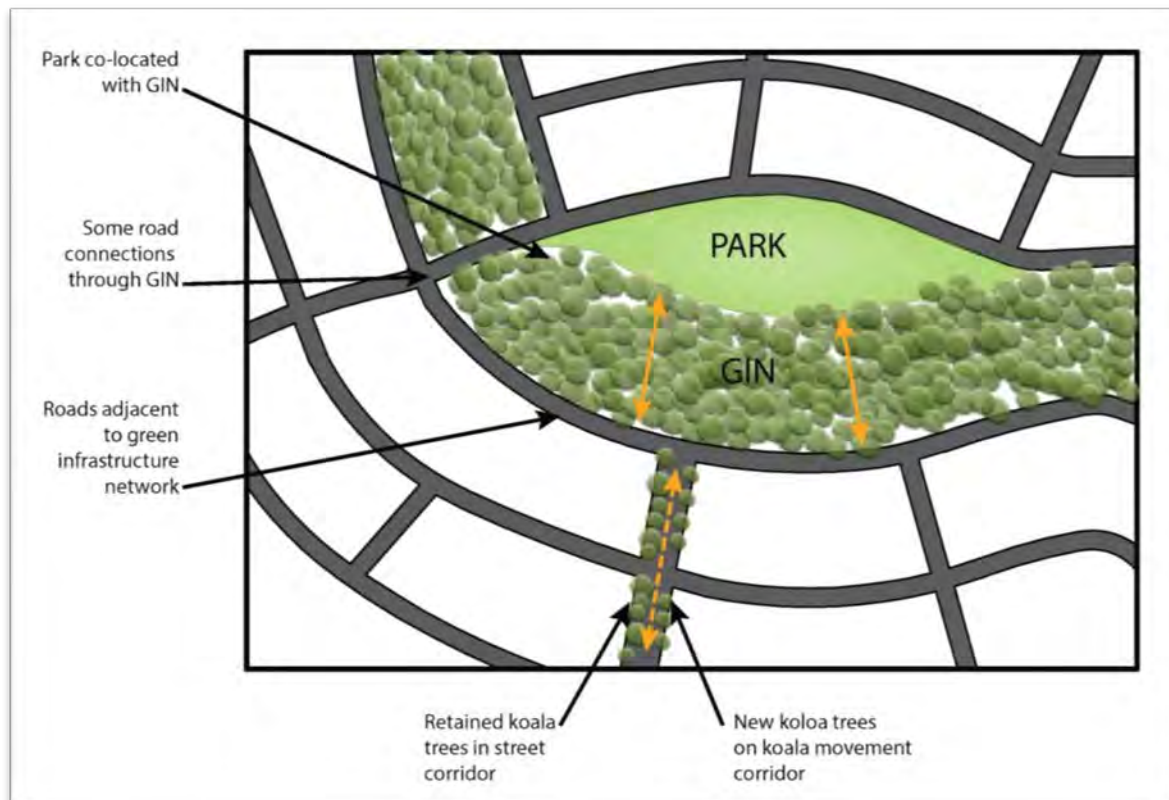 Park co-located
with GIN
Some road
connections
through GIN
PARK
GIN
Roads adjacent
to green
infrastructure
network
Retained koala
trees in street
corridor
New koloa trees
on koala movement
corridor